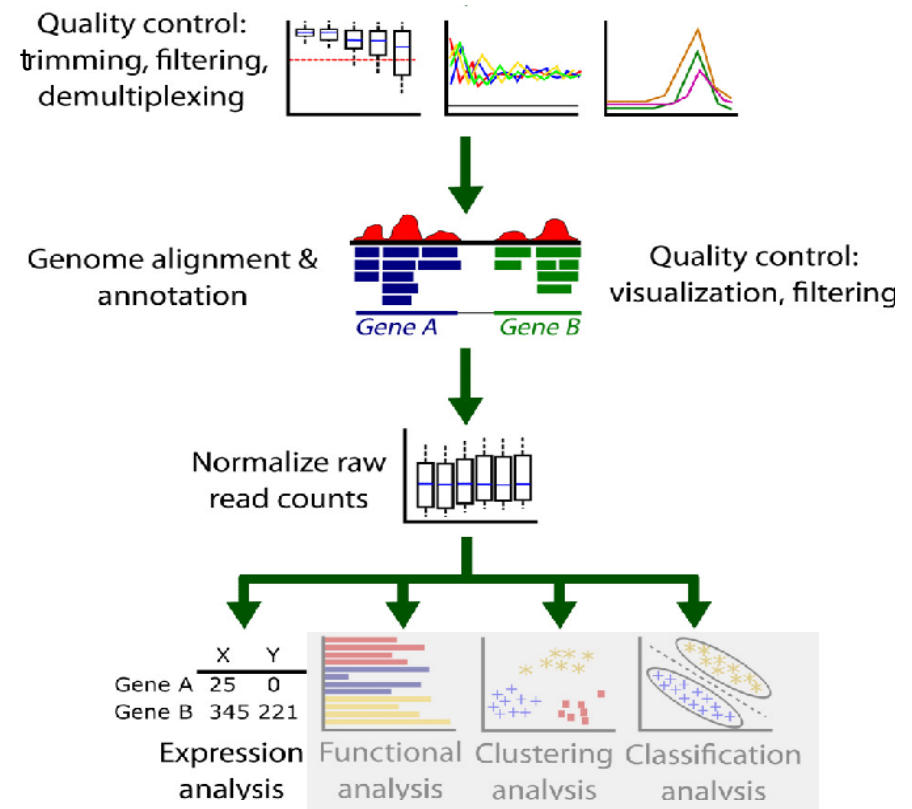 Quality control:
trimming, filtering,
demultiplexing
Genome alignment &
annotation
Gene A Gene B
Quality control:
visualization, filtering
Normalize raw
read counts
X Y
Gene A 25 0
Gene B 345 221
Expression
analysis
Functional
analysis
Clustering
analysis
Classification
analysis